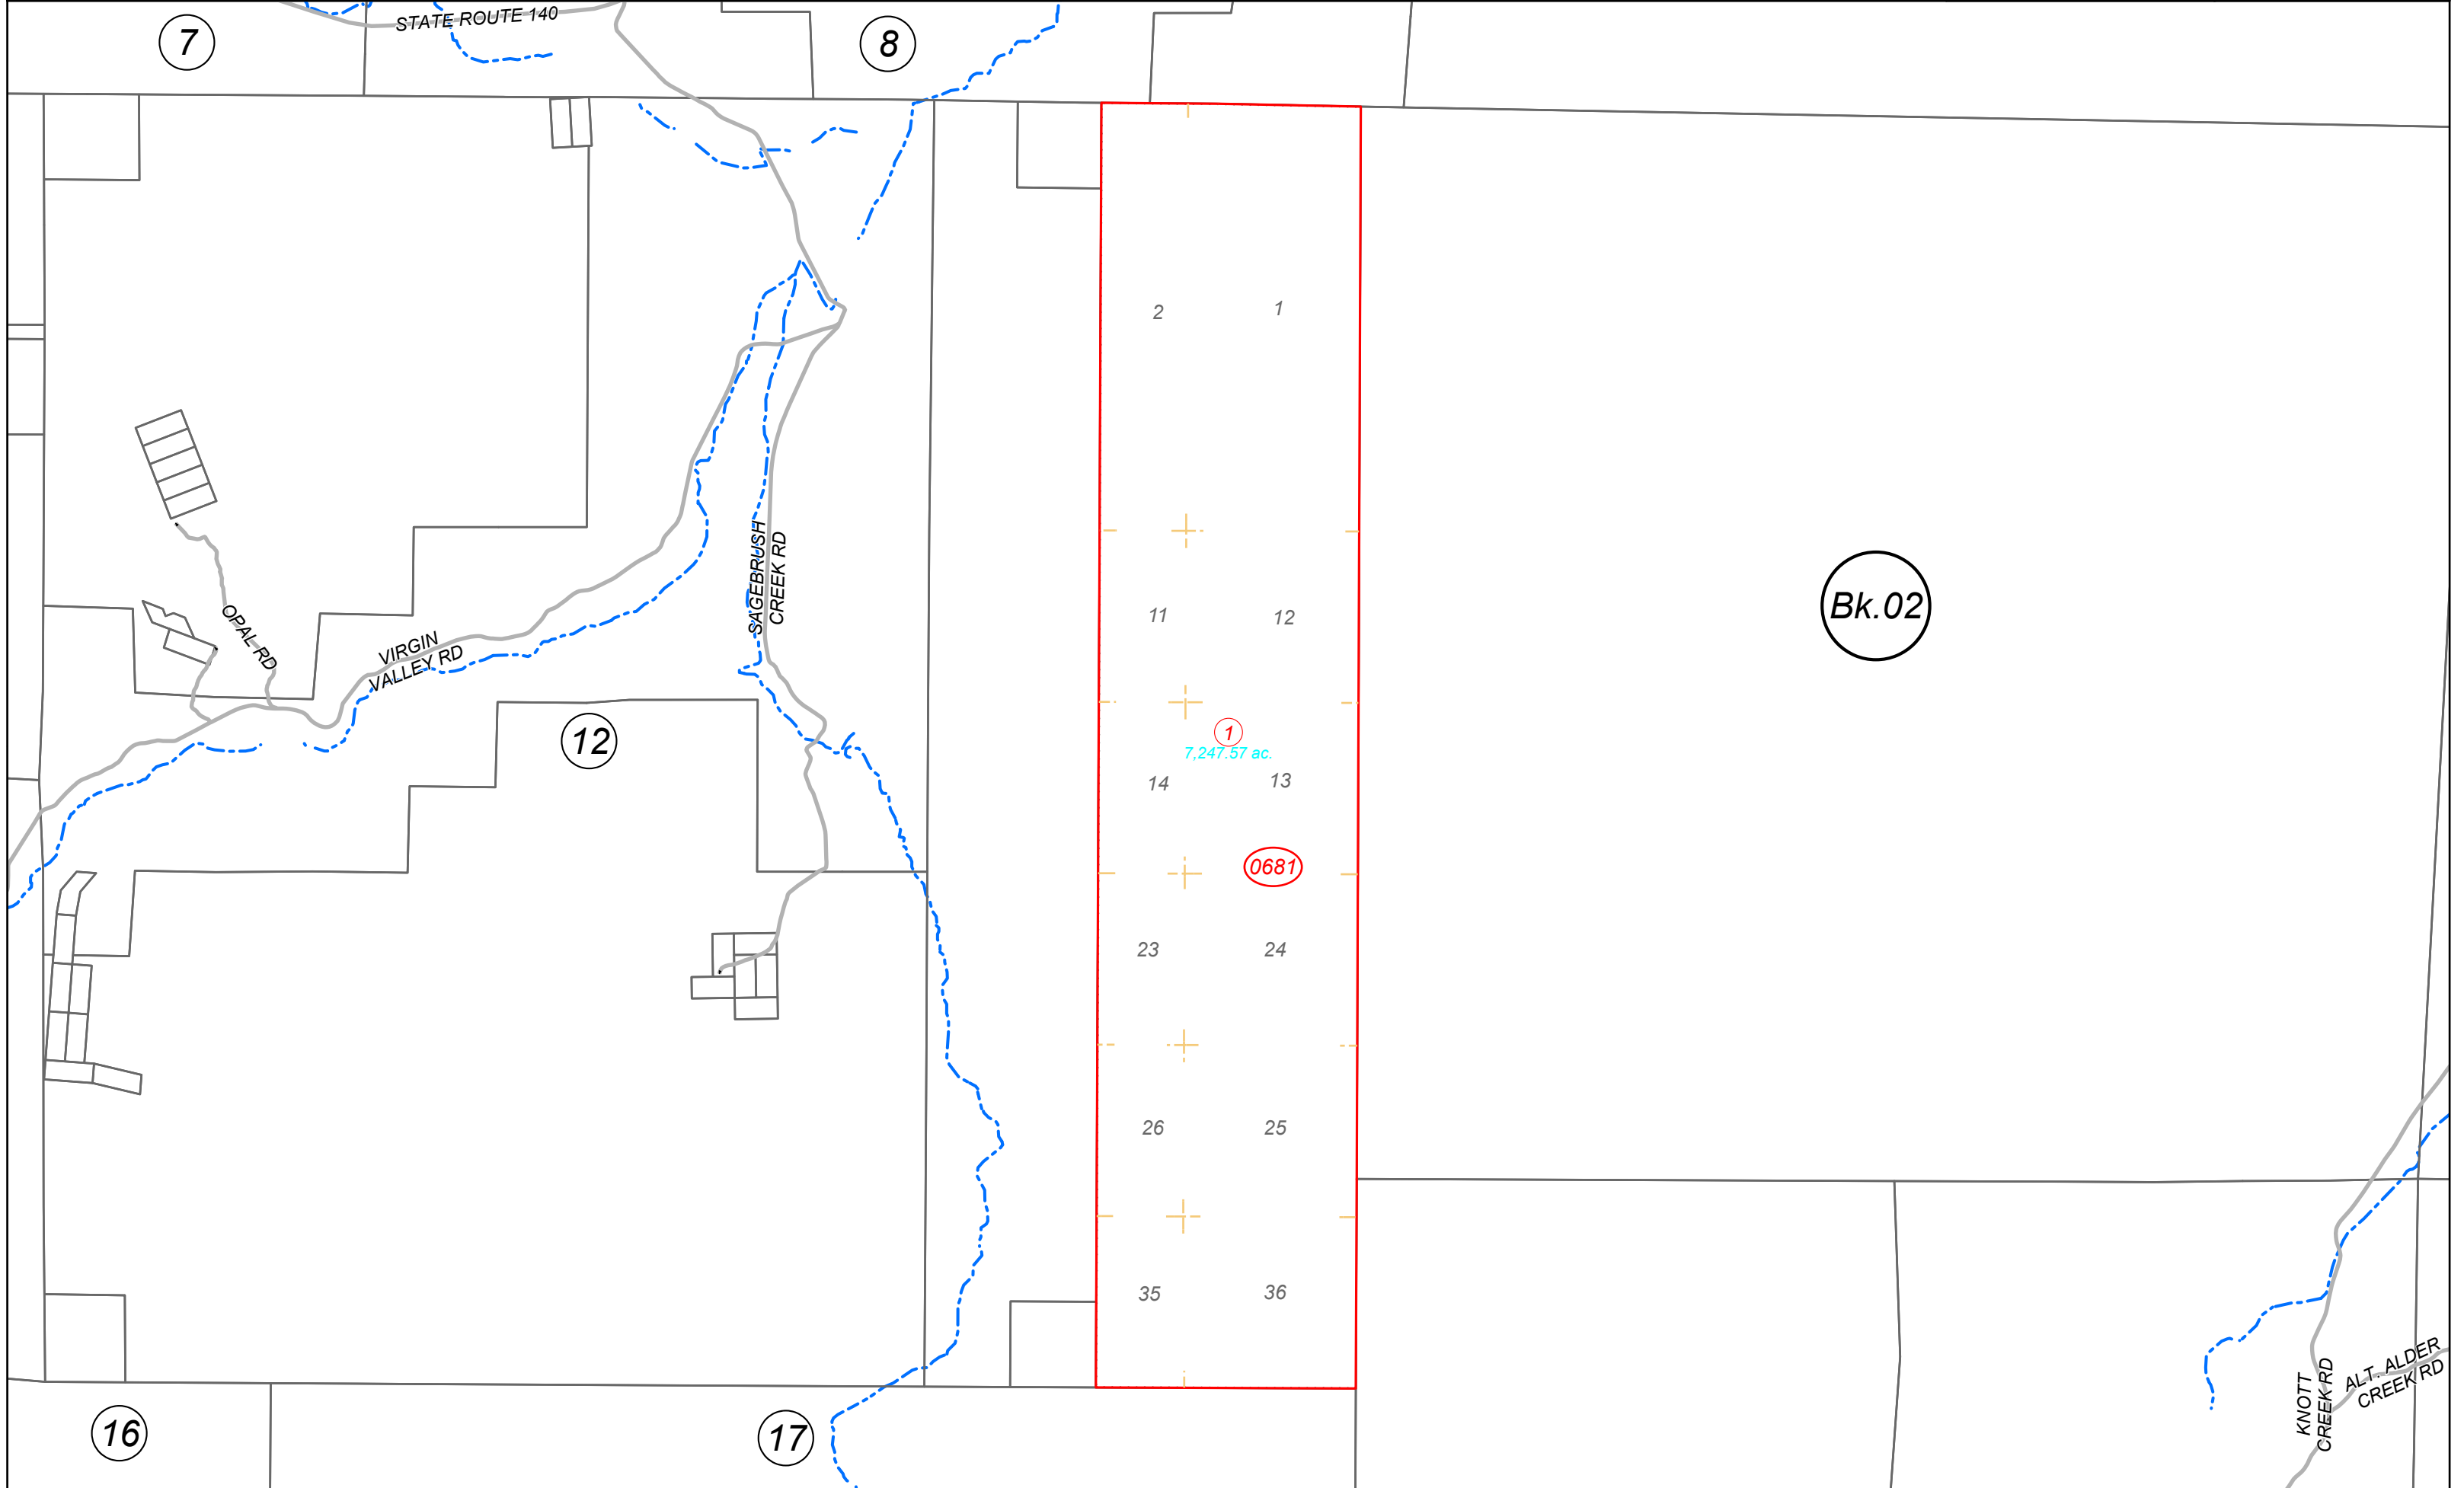 STATE ROUTE 140
7
8
2
1
SAGEBRUSH
CREEK RD
OPAL RD
VIRGIN
VALLEY RD
11
12
Bk.02
12
1
7,247.57 ac.
14
13
0681
23
24
26
25
35
36
KNOTT
CREEK RD
ALT. ALDER
CREEK RD
16
17